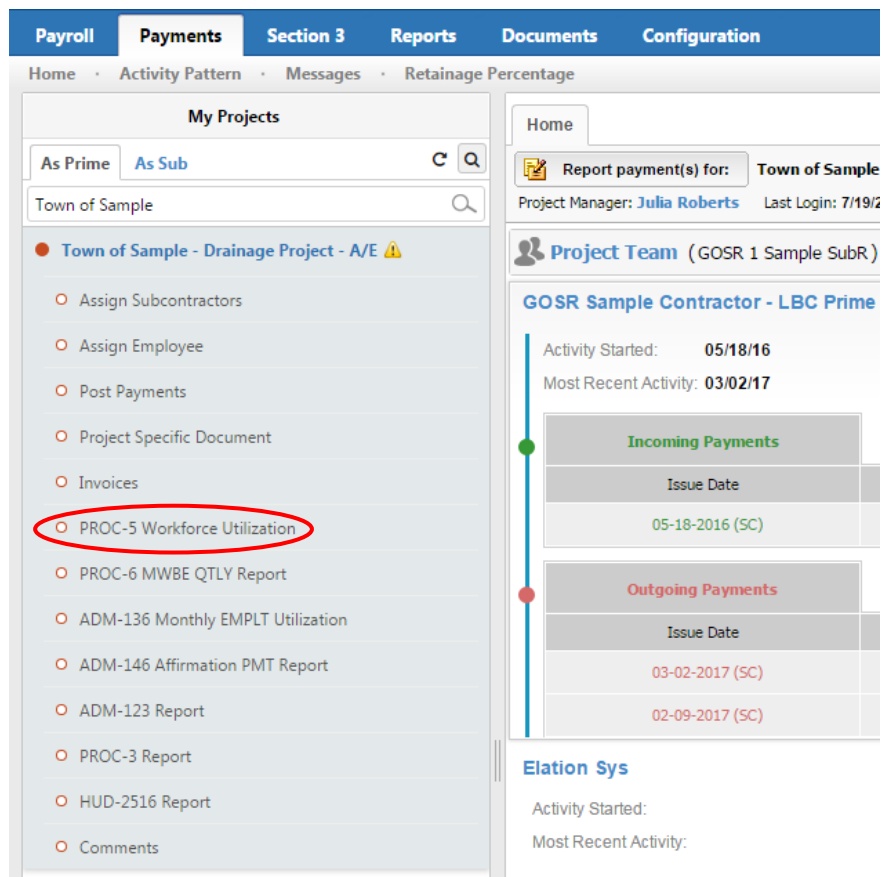 Payroll Payments Section 3 Reports Documents Configuration
Home · Activity Pattern · Messages · Retainage Percentage
My Projects
As Prime As Sub
Town of Sample
Town of Sample - Drainage Project - A/E
Assign Subcontractors
Assign Employee
Post Payments
Project Specific Document
Invoices
PROC-5 Workforce Utilization
PROC-6 MWBE QTLY Report
ADM-136 Monthly EMPLT Utilization
ADM-146 Affirmation PMT Report
ADM-123 Report
PROC-3 Report
HUD-2516 Report
Comments
Home
Report payment(s) for: Town of Sample
Project Manager: Julia Roberts Last Login: 7/19/2
Project Team (GOSR 1 Sample SubR)
GOSR Sample Contractor - LBC Prime
Activity Started: 05/18/16
Most Recent Activity: 03/02/17
Incoming Payments
Issue Date
05-18-2016 (SC)
Outgoing Payments
Issue Date
03-02-2017 (SC)
02-09-2017 (SC)
Elation Sys
Activity Started:
Most Recent Activity: